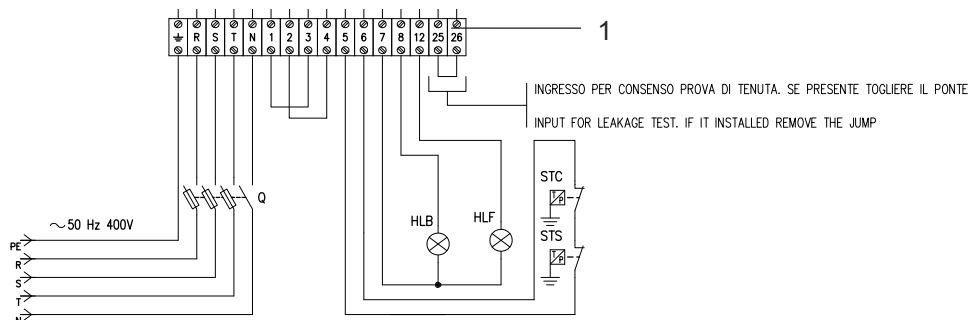 R S T N 1 2 3 4 5 6 7 8 12 25 26
1
INGRESSO PER CONSENSO PROVA DI TENUTA. SE PRESENTE TOGLIERE IL PONTE
INPUT FOR LEAKAGE TEST. IF IT INSTALLED REMOVE THE JUMP
STC
T/P
Q
HLB
HLF
~50 Hz 400V
STS
T/P
PE
R
S
T
N